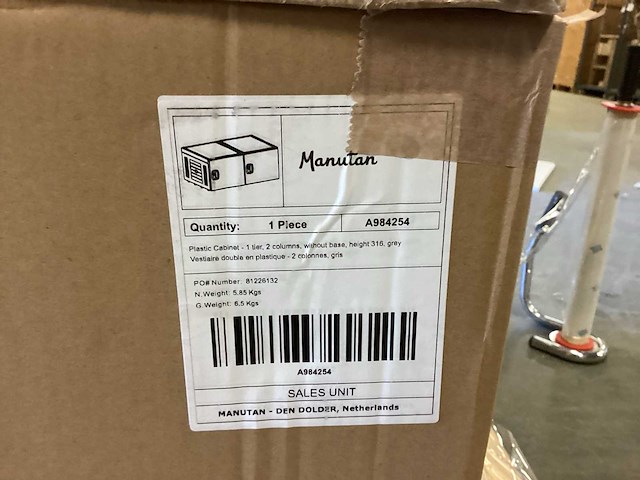 Manutan
Quantity: 1 Piece A984254
Plastic Cabinet - 1 tier, 2 columns, without base, height 316, grey
Vestiaire double en plastique - 2 colonnes, gris
PO# Number: 81226132
N.Weight: 5.85 Kgs
G.Weight: 6.5 Kgs
A984254
SALES UNIT
MANUTAN - DEN DOLDER, Netherlands